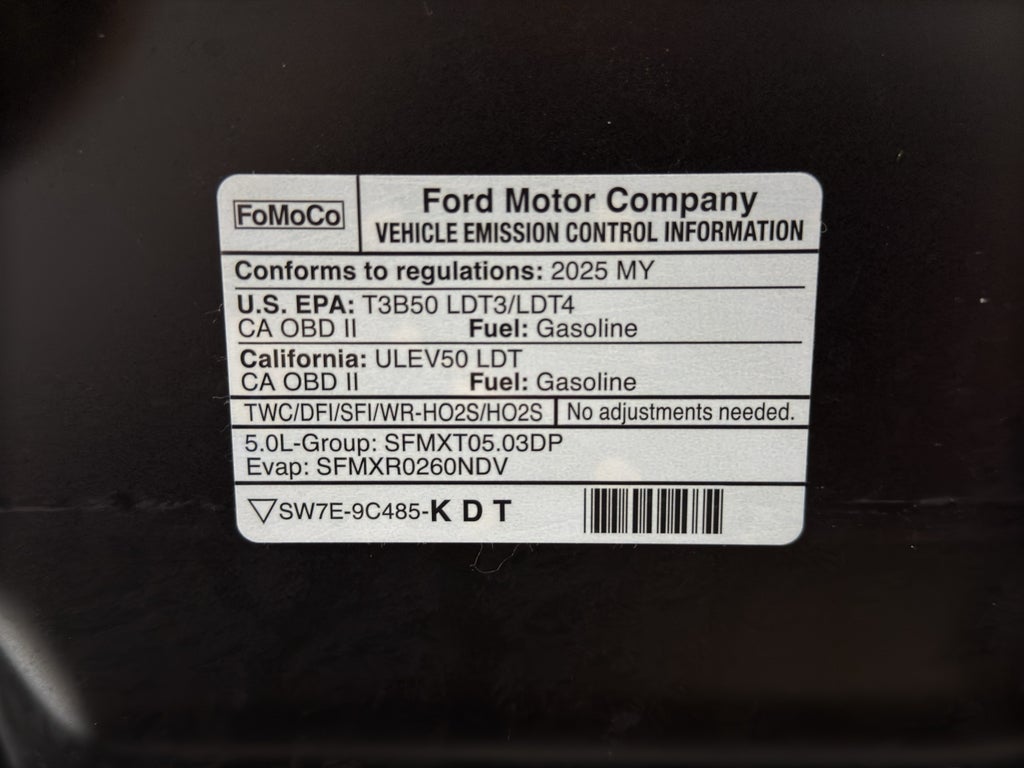 FoMoCo
Ford Motor Company
VEHICLE EMISSION CONTROL INFORMATION
Conforms to regulations: 2025 MY
U.S. EPA: T3B50 LDT3/LDT4
CA OBD II Fuel: Gasoline
California: ULEV50 LDT
CA OBD II Fuel: Gasoline
TWC/DFI/SFI/WR-HO2S/HO2S No adjustments needed.
5.0L-Group: SFMXT05.03DP
Evap: SFMXR0260NDV
SW7E-9C485-K D T